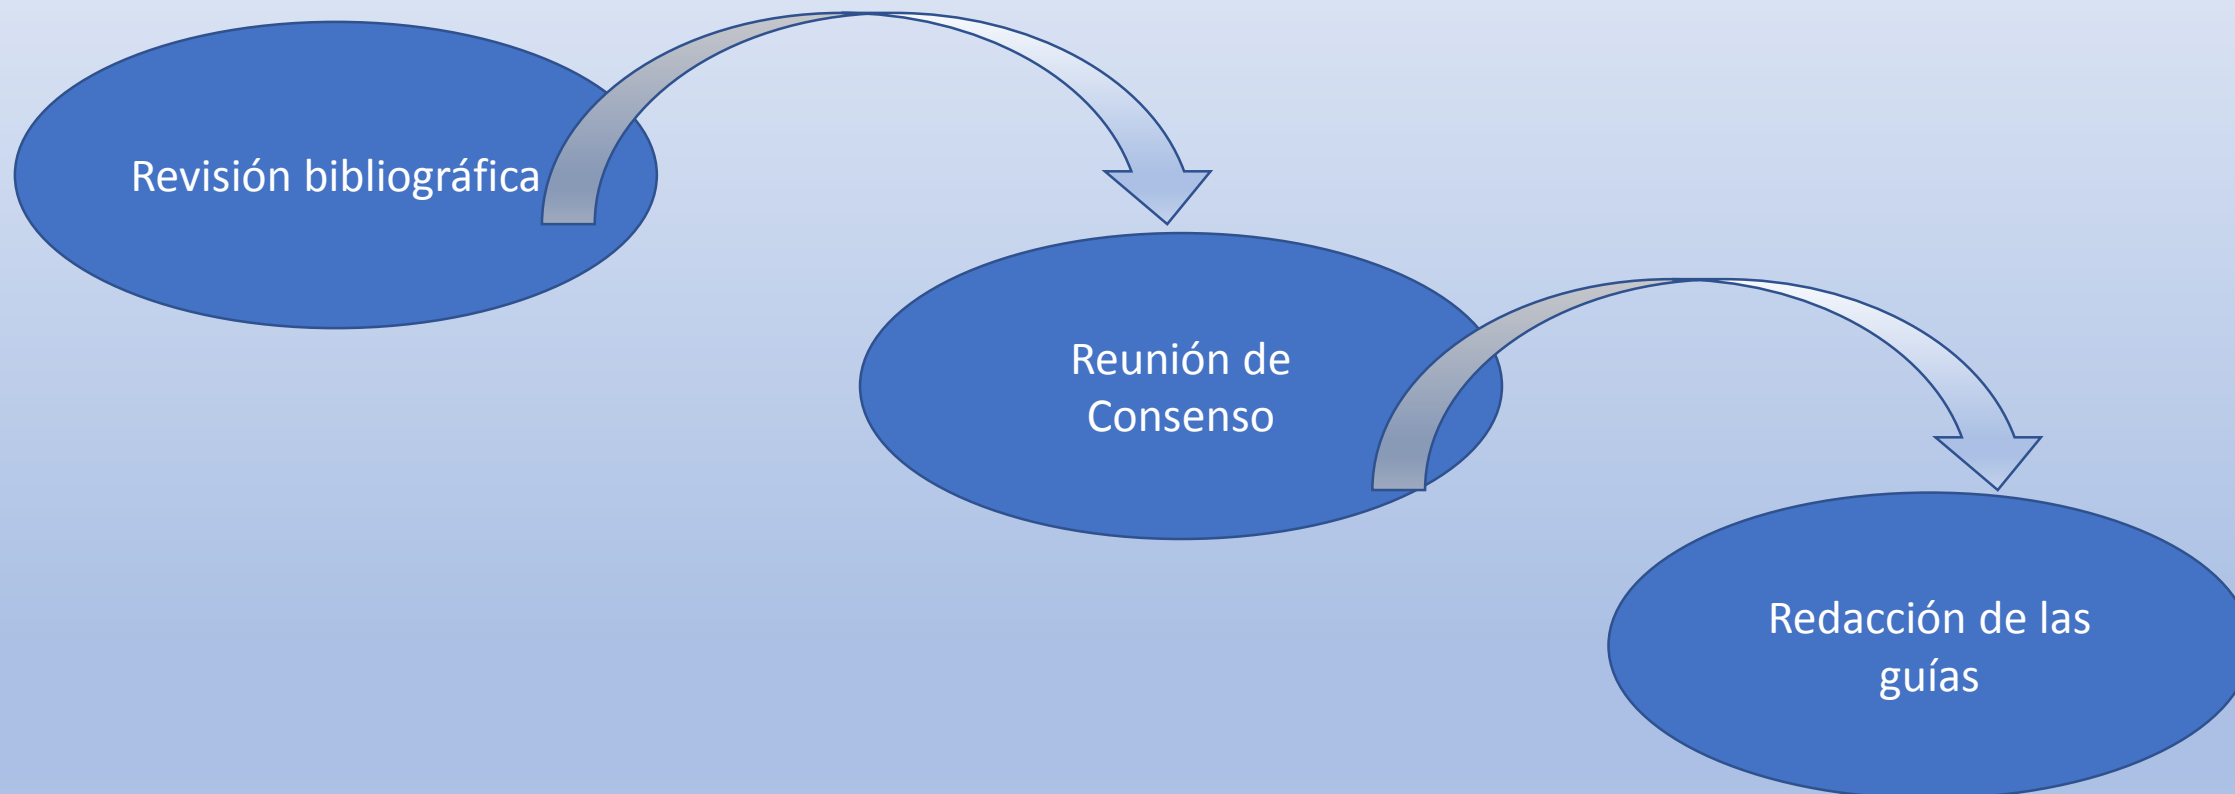 Revisión bibliográfica
Reunión de
Consenso
Redacción de las
guías